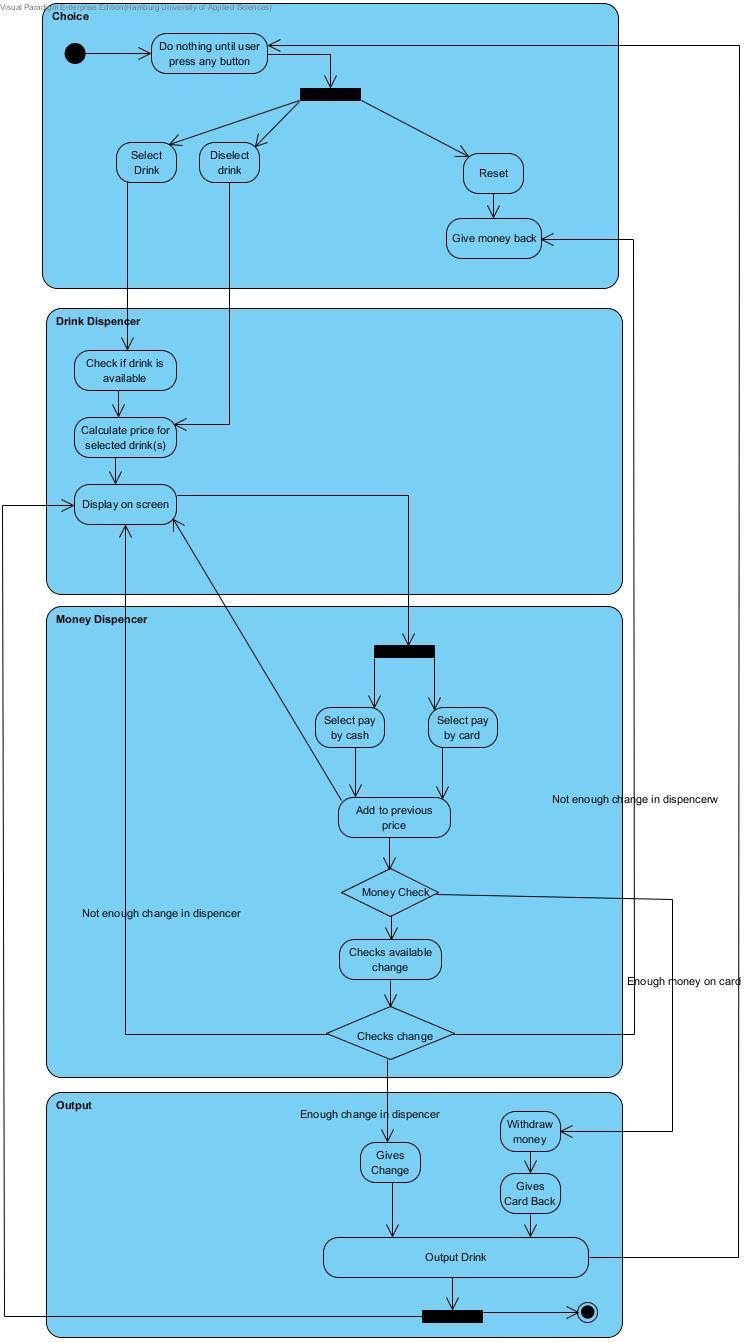 Visual Paradigm Enterprise Edition(Hamburg University of Applied Sciences)
Choice
Do nothing until user
press any button
Select
Drink
Diselect
drink
Reset
Give money back
Drink Dispencer
Check if drink is
available
Calculate price for
selected drink(s)
Display on screen
Money Dispencer
Select pay
by cash
Select pay
by card
Add to previous
price
Not enough change in dispencerw
Money Check
Not enough change in dispencer
Checks available
change
Enough money on card
Checks change
Output
Enough change in dispencer
Withdraw
money
Gives
Change
Gives
Card Back
Output Drink